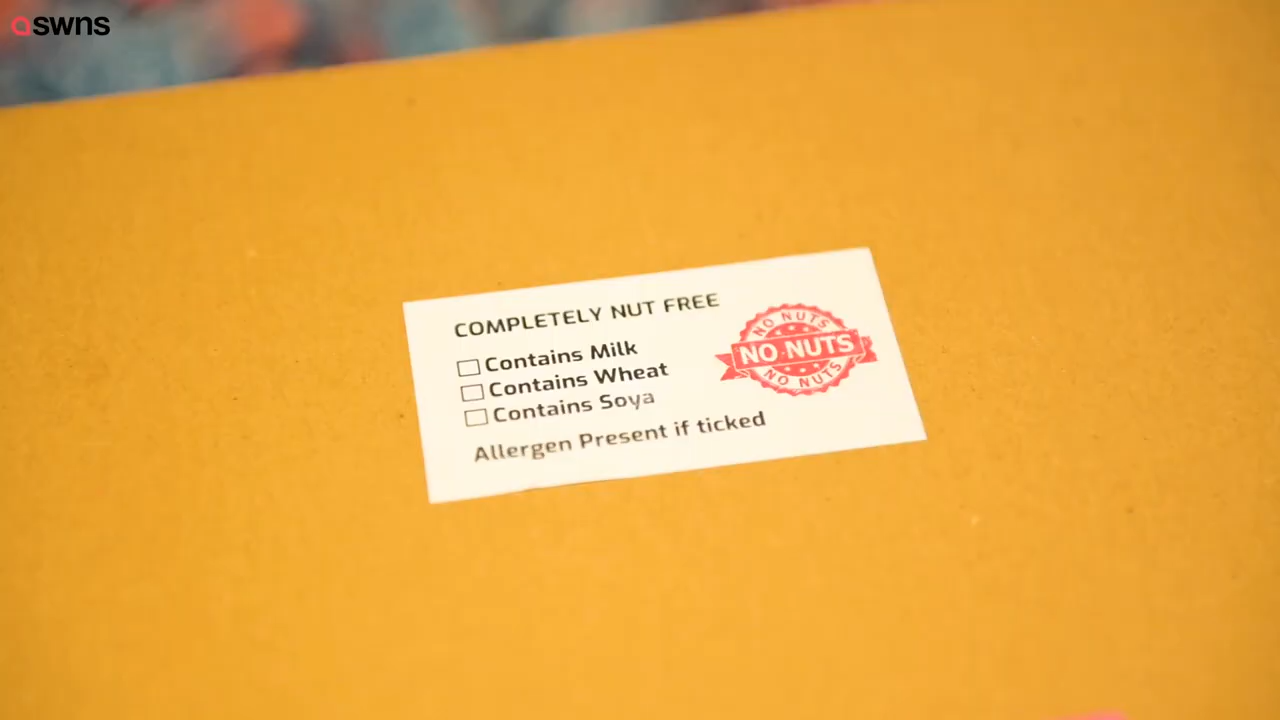 aswns
COMPLETELY NUT FREE
Contains Milk
Contains Wheat
Contains Soya
Allergen Present if ticked
NO NUTS
NO NUTS
NO NUTS